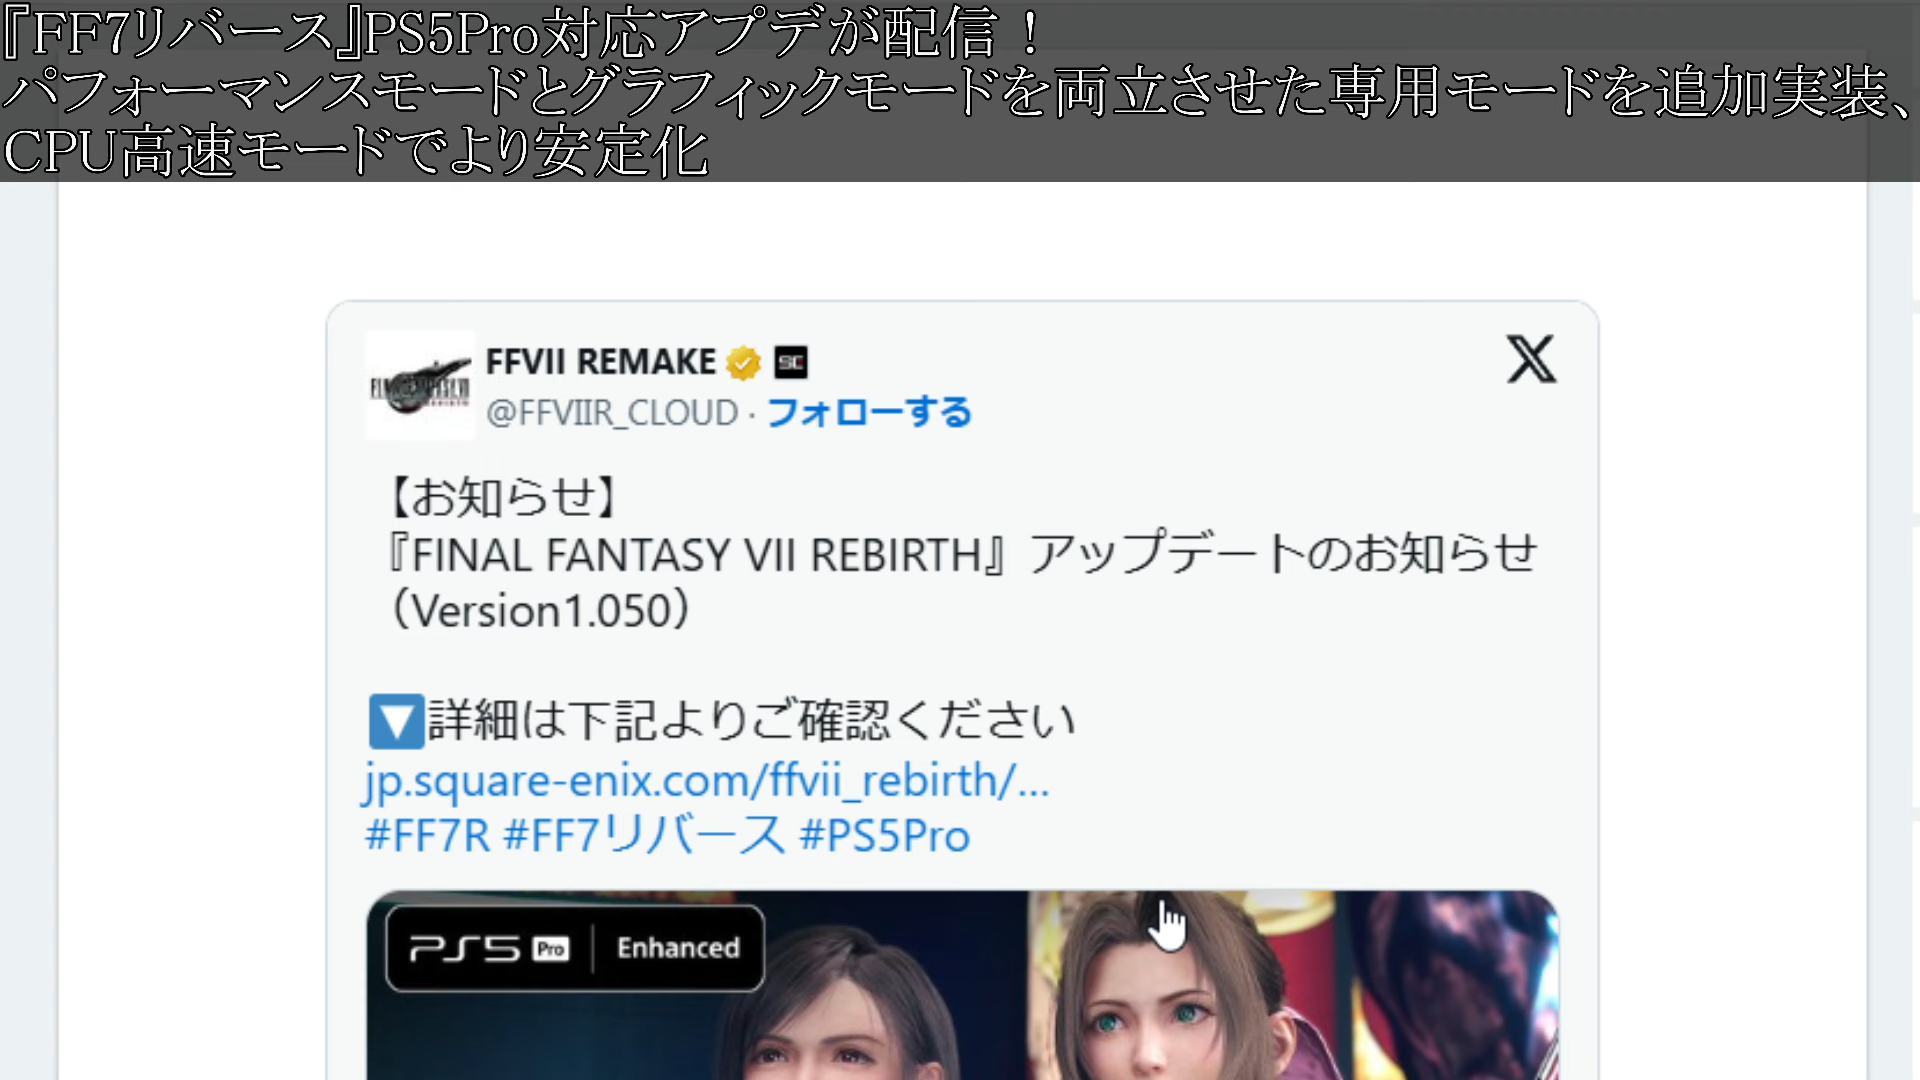 『FF7リバース』PS5Pro対応アプデが配信！
パフォーマンスモードとグラフィックモードを両立させた専用モードを追加実装、
CPU高速モードでより安定化
FFVII REMAKE
@FFVIIR_CLOUD · フォローする
【お知らせ】
『FINAL FANTASY VII REBIRTH』アップデートのお知らせ
（Version1.050）
詳細は下記よりご確認ください
jp.square-enix.com/ffvii_rebirth/…
#FF7R #FF7リバース #PS5Pro
PS5 Pro Enhanced